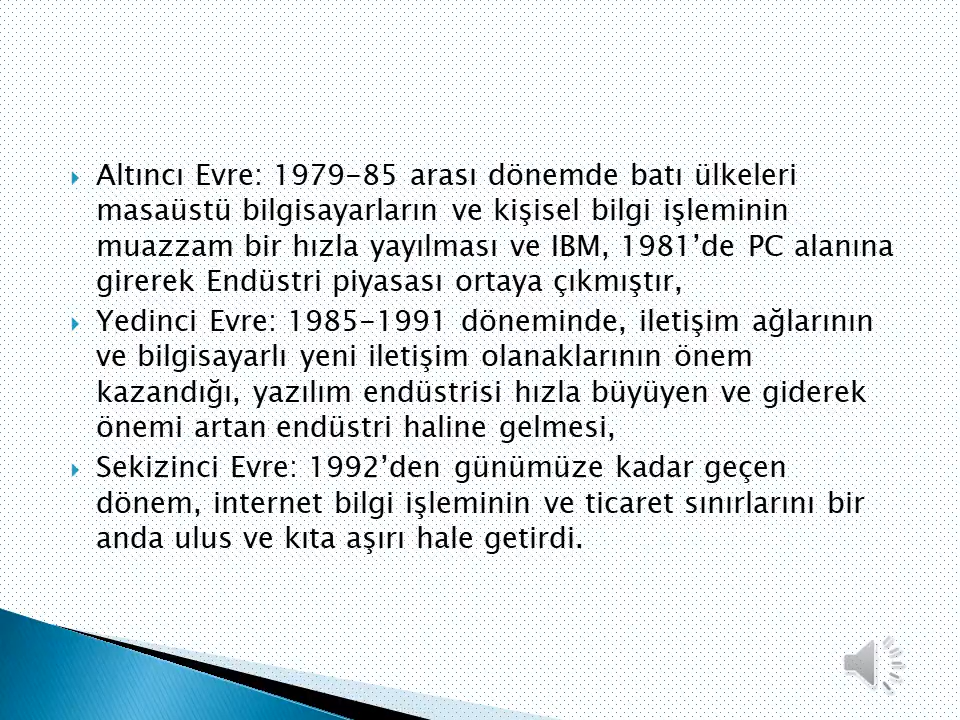 Altıncı Evre: 1979-85 arası dönemde batı ülkeleri
masaüstü bilgisayarların ve kişisel bilgi işleminin
muazzam bir hızla yayılması ve IBM, 1981’de PC alanına
girerek Endüstri piyasası ortaya çıkmıştır,
Yedinci Evre: 1985-1991 döneminde, iletişim ağlarının
ve bilgisayarlı yeni iletişim olanaklarının önem
kazandığı, yazılım endüstrisi hızla büyüyen ve giderek
önemi artan endüstri haline gelmesi,
Sekizinci Evre: 1992’den günümüze kadar geçen
dönem, internet bilgi işleminin ve ticaret sınırlarını bir
anda ulus ve kıta aşırı hale getirdi.